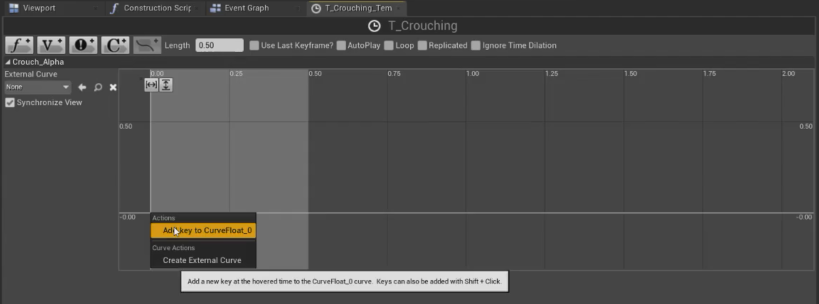 Viewport
Construction Scrip
Event Graph
T_Crouching_Tem
T_Crouching
Length 0.50 Use Last Keyframe? AutoPlay Loop Replicated Ignore Time Dilation
Crouch_Alpha
External Curve
None
Synchronize View
0.00 0.25 0.50 0.75 1.00 1.25 1.50 1.75 2.00
0.50 0.50
-0.00 -0.00
Actions
Add key to CurveFloat_0
Curve Actions
Create External Curve
Add a new key at the hovered time to the CurveFloat_0 curve. Keys can also be added with Shift + Click.